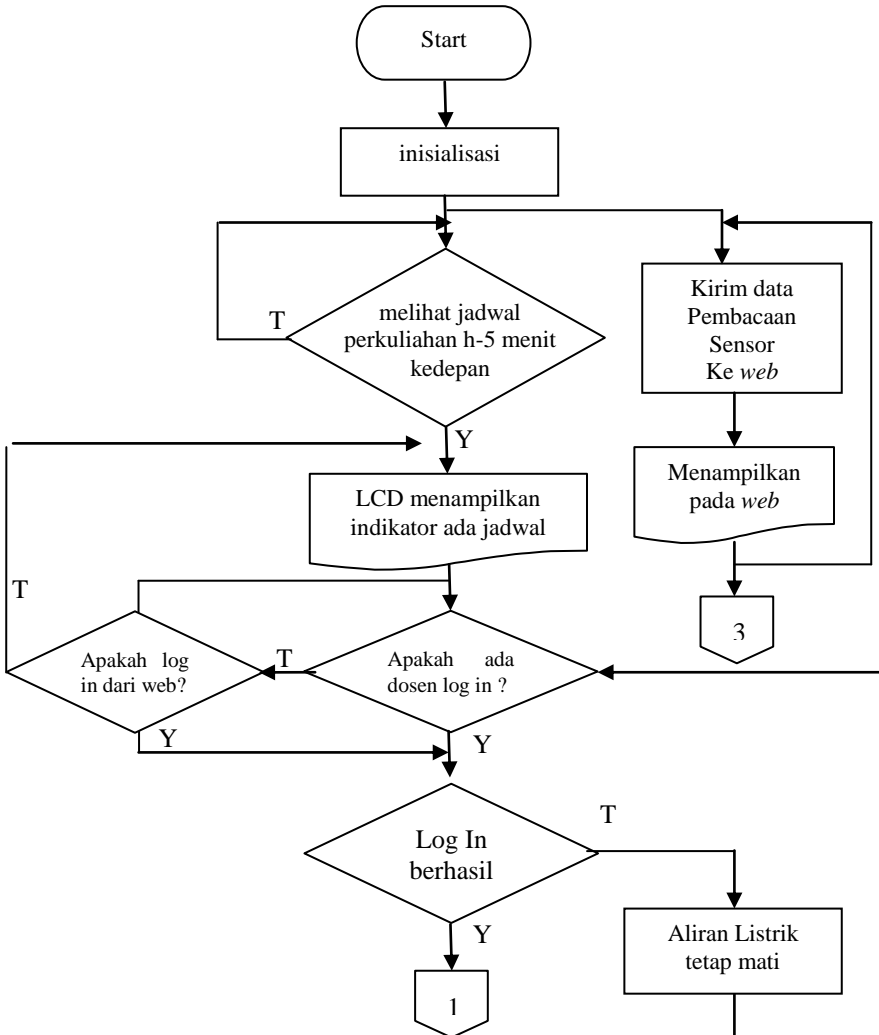 Start
inisialisasi
T
melihat jadwal
perkuliahan h-5 menit
kedepan
Y
Kirim data
Pembacaan
Sensor
Ke web
Menampilkan
pada web
3
LCD menampilkan
indikator ada jadwal
T
Apakah log
in dari web?
T
Apakah ada
dosen log in ?
Y
Y
Log In
berhasil
T
Y
Aliran Listrik
tetap mati
1